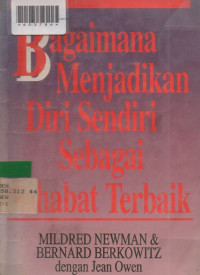 Bagaimana
Menjadikan
Diri Sendiri
Sebagai
habat Terbaik
MILDRED NEWMAN &
BERNARD BERKOWITZ
dengan Jean Owen